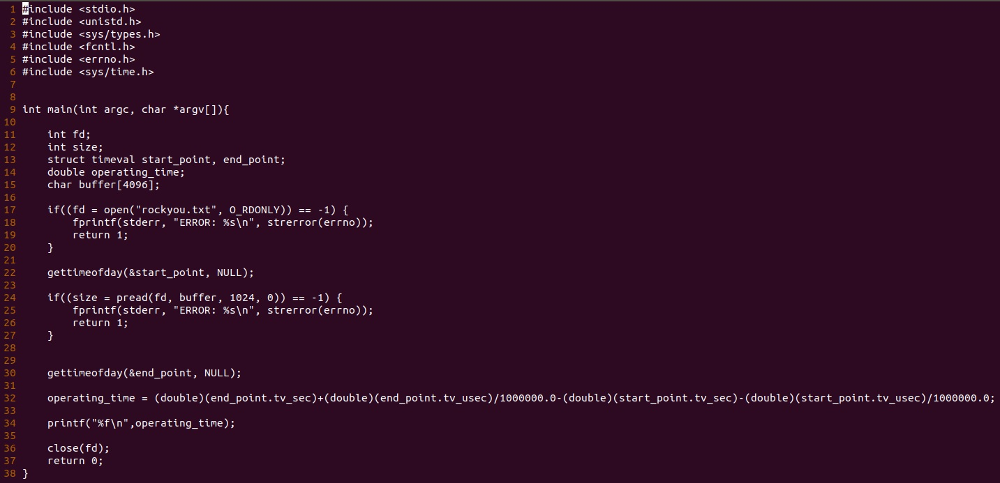 1 #include <stdio.h>
2 #include <unistd.h>
3 #include <sys/types.h>
4 #include <fcntl.h>
5 #include <errno.h>
6 #include <sys/time.h>
7
8
9 int main(int argc, char *argv[]){
10
11     int fd;
12     int size;
13     struct timeval start_point, end_point;
14     double operating_time;
15     char buffer[4096];
16
17     if((fd = open("rockyou.txt", O_RDONLY)) == -1) {
18         fprintf(stderr, "ERROR: %s\n", strerror(errno));
19         return 1;
20     }
21
22     gettimeofday(&start_point, NULL);
23
24     if((size = pread(fd, buffer, 1024, 0)) == -1) {
25         fprintf(stderr, "ERROR: %s\n", strerror(errno));
26         return 1;
27     }
28
29
30     gettimeofday(&end_point, NULL);
31
32     operating_time = (double)(end_point.tv_sec)+(double)(end_point.tv_usec)/1000000.0-(double)(start_point.tv_sec)-(double)(start_point.tv_usec)/1000000.0;
33
34     printf("%f\n",operating_time);
35
36     close(fd);
37     return 0;
38 }